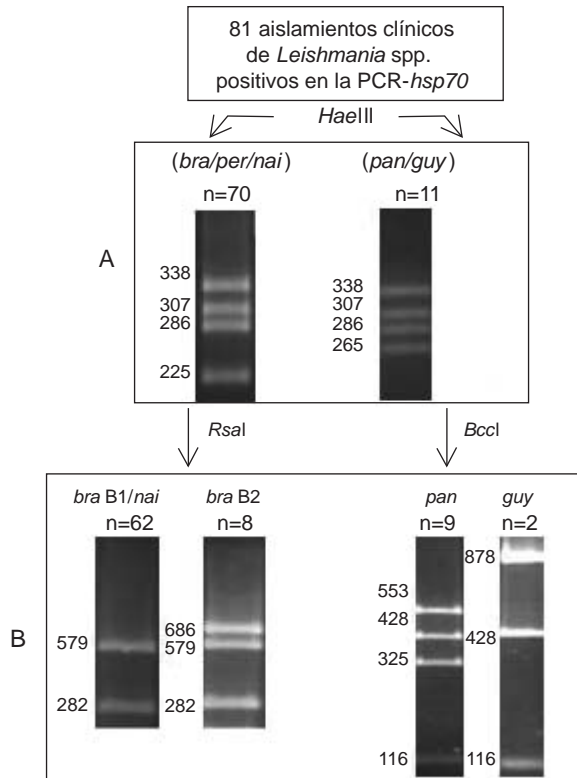 81 aislamientos clínicos
de Leishmania spp.
positivos en la PCR-hsp70
HaeIII
(bra/per/nai)
(pan/guy)
n=70
n=11
A
338
307
286
225
338
307
286
265
RsaI
BccI
bra B1/nai
n=62
bra B2
n=8
pan
n=9
guy
n=2
B
579
282
686
579
282
553
428
325
116
878
428
116